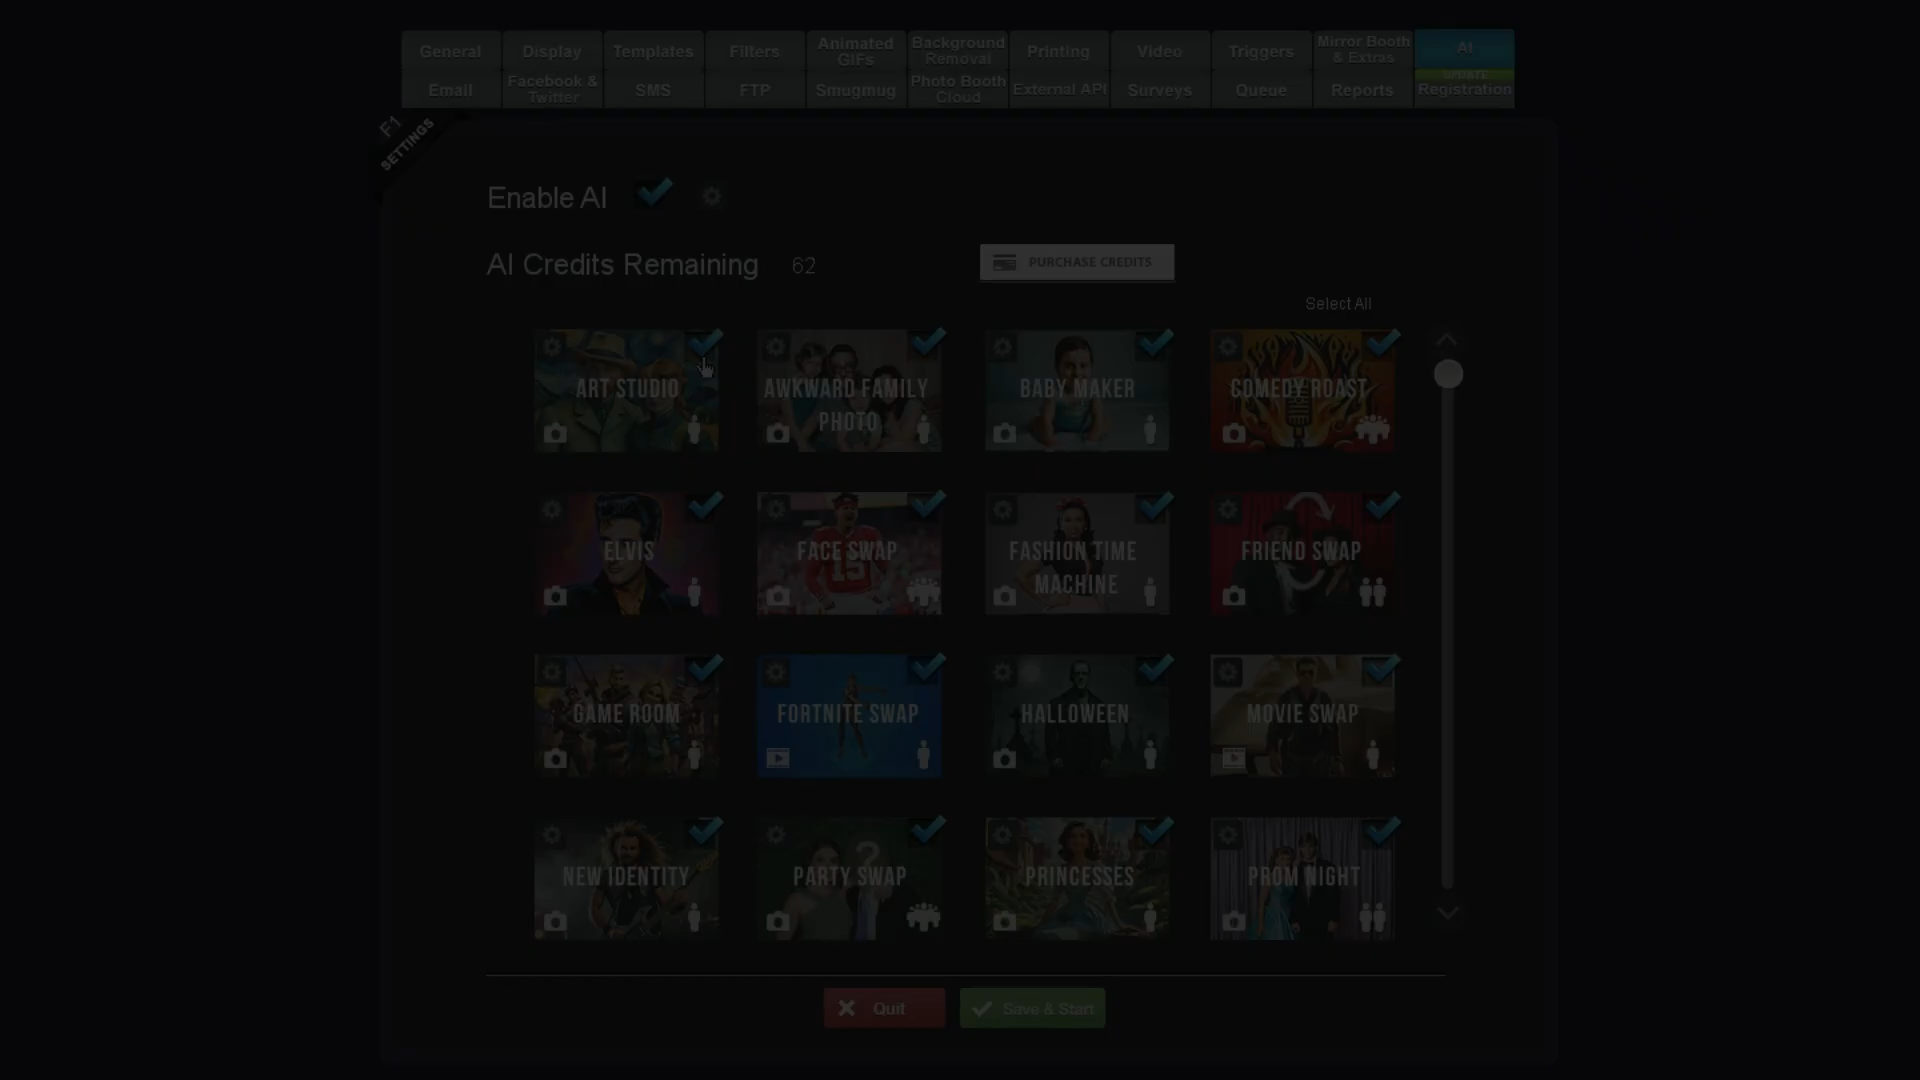 General
Display
Templates
Filters
Animated
GIFs
Background
Removal
Printing
Video
Triggers
Mirror Booth
& Extras
AI
Email
Facebook &
Twitter
SMS
FTP
Smugmug
Photo Booth
Cloud
External API
Surveys
Queue
Reports
UPDATE
Registration
F1
SETTINGS
Enable AI
AI Credits Remaining 62
PURCHASE CREDITS
Select All
ART STUDIO
AWKWARD FAMILY
PHOTO
BABY MAKER
COMEDY ROAST
ELVIS
FACE SWAP
15
FASHION TIME
MACHINE
FRIEND SWAP
GAME ROOM
FORTNITE SWAP
HALLOWEEN
MOVIE SWAP
NEW IDENTITY
PARTY SWAP
?
PRINCESSES
PROM NIGHT
Quit
Save & Start